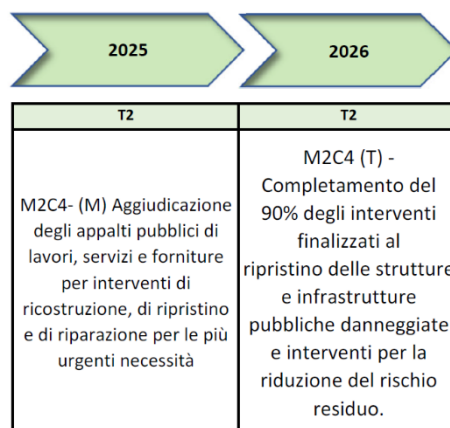 2025
2026
T2
T2
M2C4- (M) Aggiudicazione
degli appalti pubblici di
lavori, servizi e forniture
per interventi di
ricostruzione, di ripristino
e di riparazione per le più
urgenti necessità
M2C4 (T) -
Completamento del
90% degli interventi
finalizzati al
ripristino delle strutture
e infrastrutture
pubbliche danneggiate
e interventi per la
riduzione del rischio
residuo.